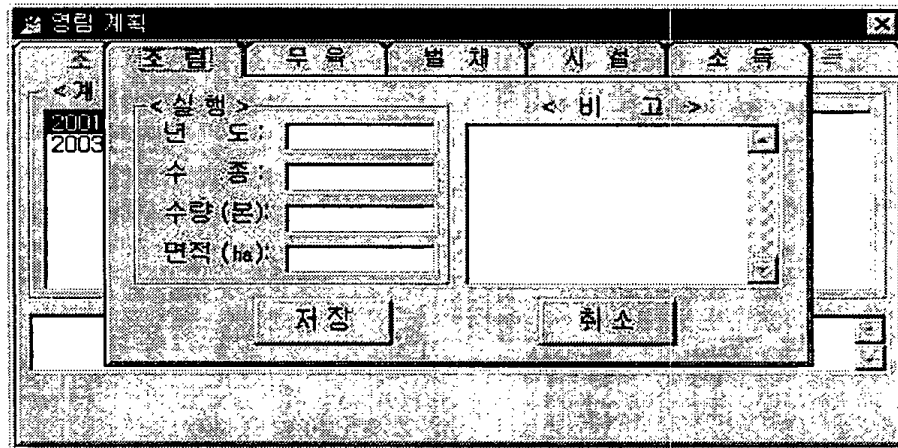 영림 계획
조 조 림 무 육 벌 채 시 설 소 득
<계 <실 행> <비 고>
2001
2003
년 도:
수 종:
수량(본):
면적(ha):
저 장 취 소